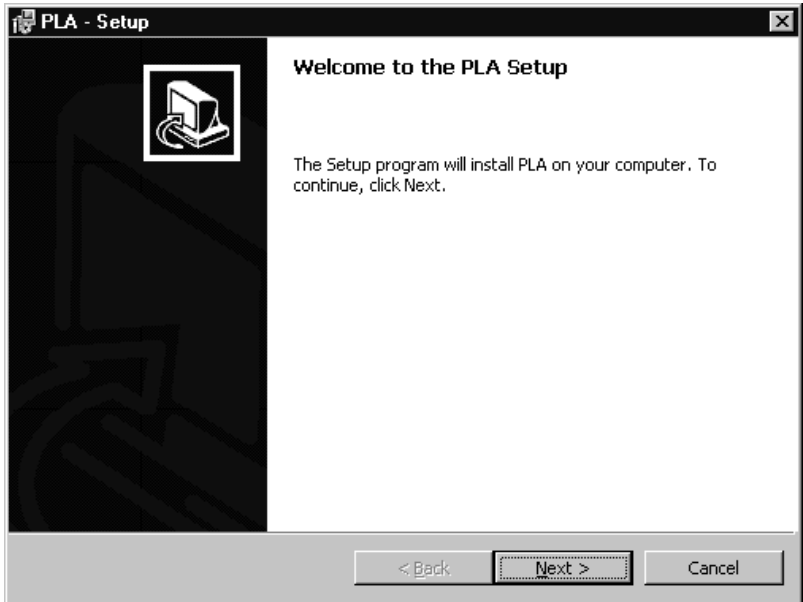 PLA - Setup
Welcome to the PLA Setup
The Setup program will install PLA on your computer. To
continue, click Next.
< Back
Next >
Cancel